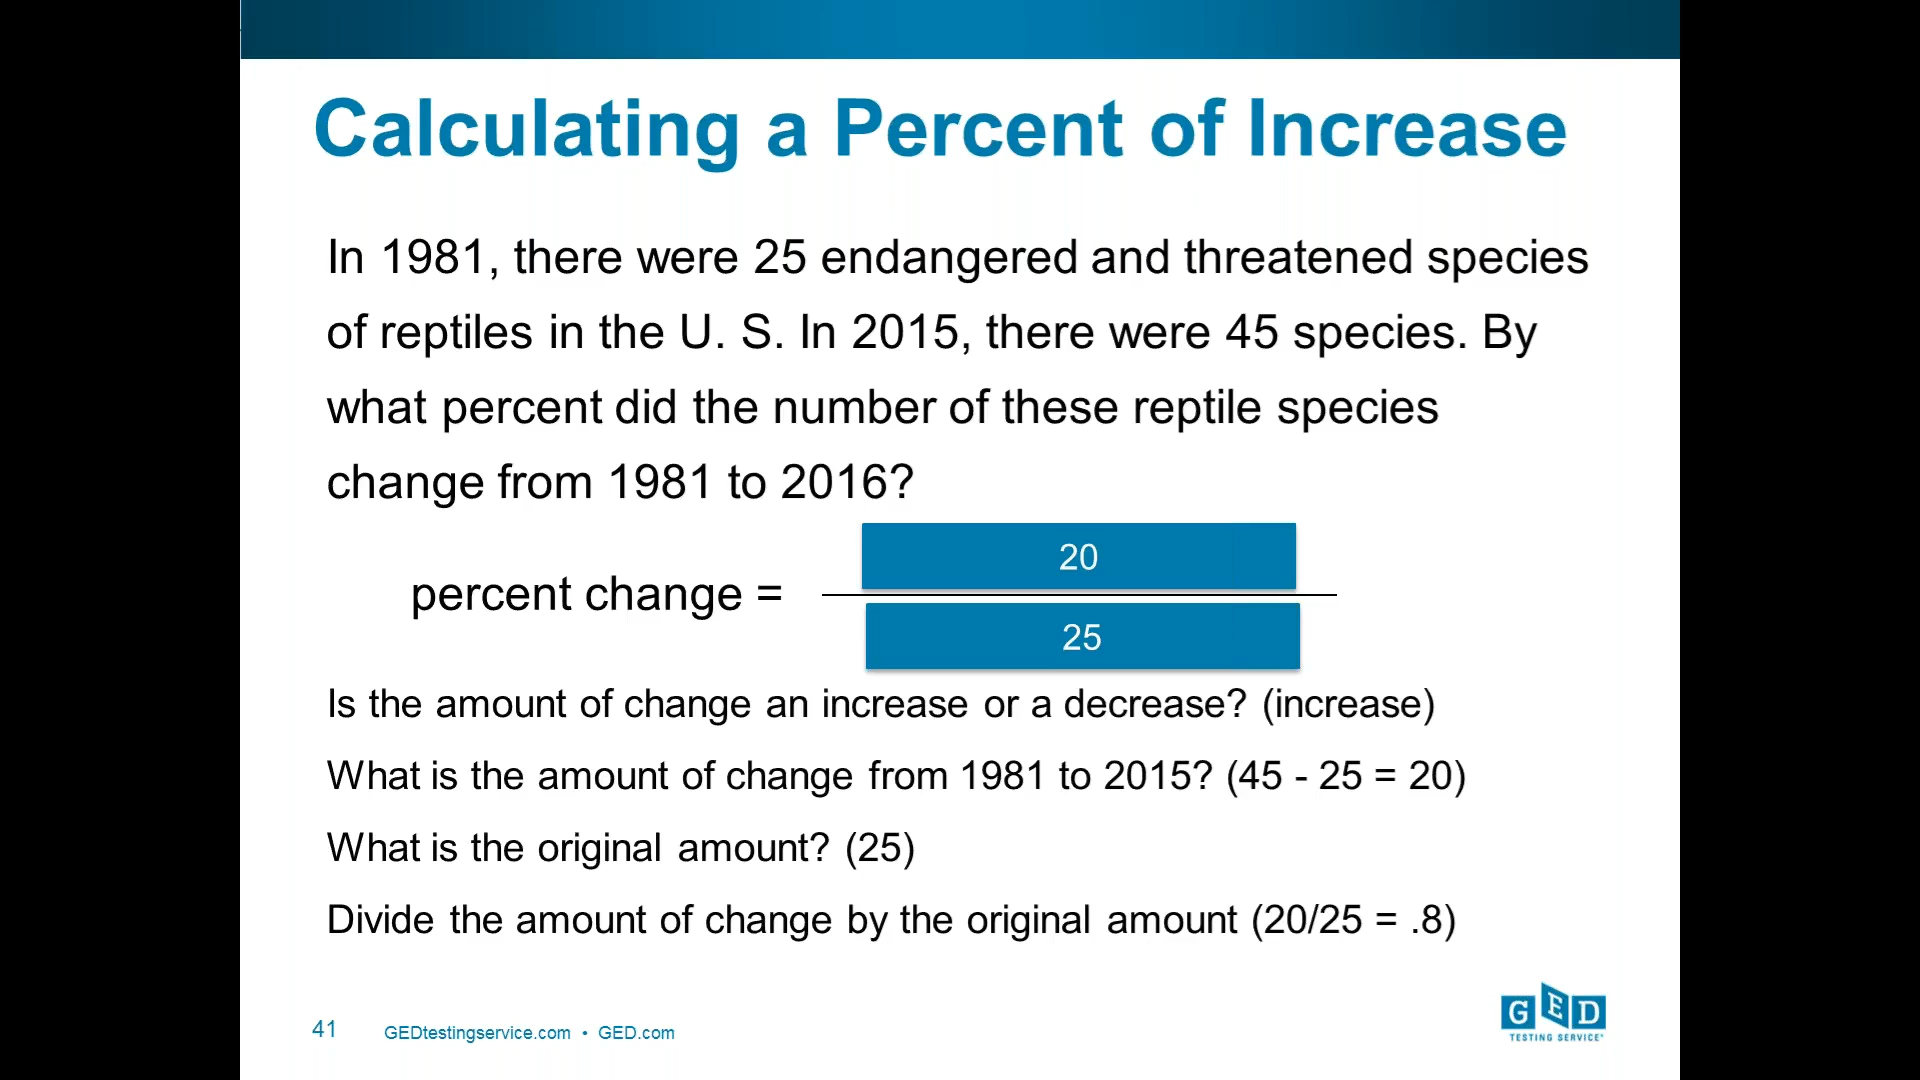 Calculating a Percent of Increase
In 1981, there were 25 endangered and threatened species
of reptiles in the U. S. In 2015, there were 45 species. By
what percent did the number of these reptile species
change from 1981 to 2016?
percent change =
20
25
Is the amount of change an increase or a decrease? (increase)
What is the amount of change from 1981 to 2015? (45 - 25 = 20)
What is the original amount? (25)
Divide the amount of change by the original amount (20/25 = .8)
41
GEDtestingservice.com • GED.com
GED
TESTING SERVICE®